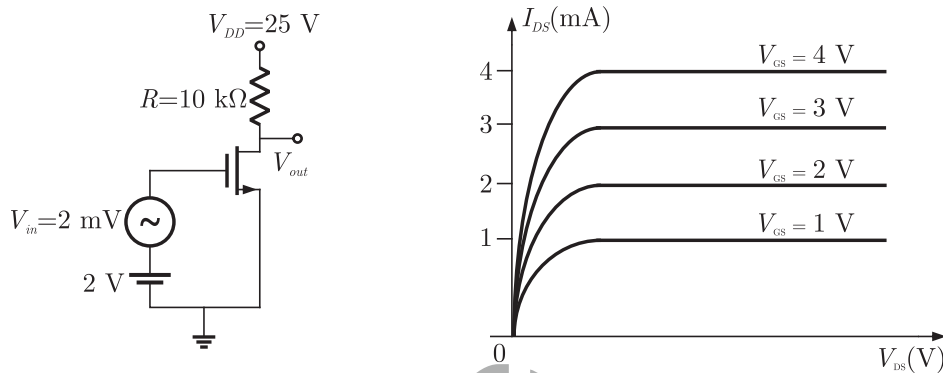 V_DD=25 V
R=10 kΩ
V_out
V_in=2 mV
~
2 V
I_DS(mA)
4
3
2
1
0
V_GS = 4 V
V_GS = 3 V
V_GS = 2 V
V_GS = 1 V
V_DS(V)